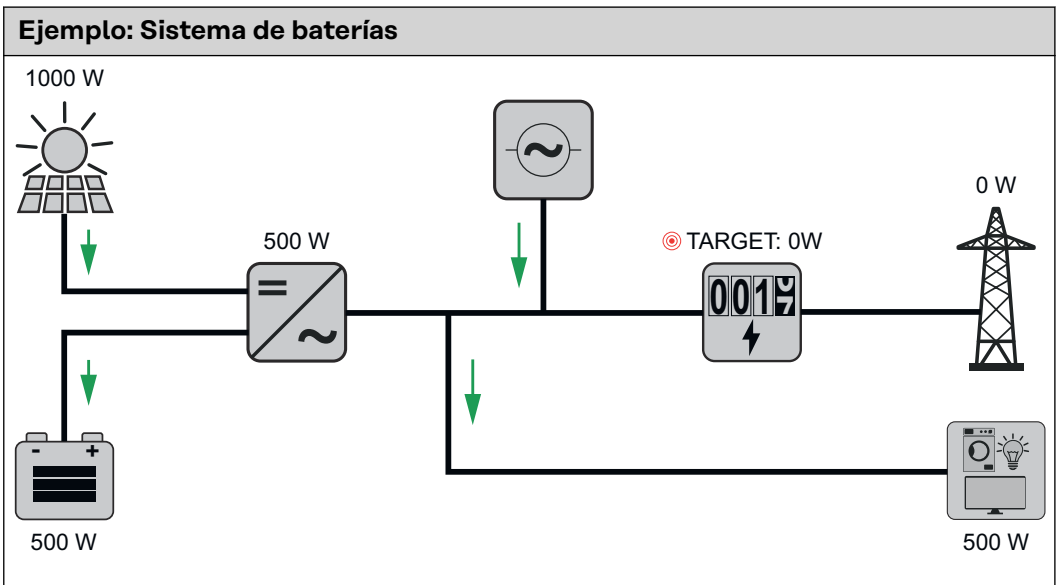 Ejemplo: Sistema de baterías
1000 W
0 W
500 W
TARGET: 0W
001
- +
500 W
500 W